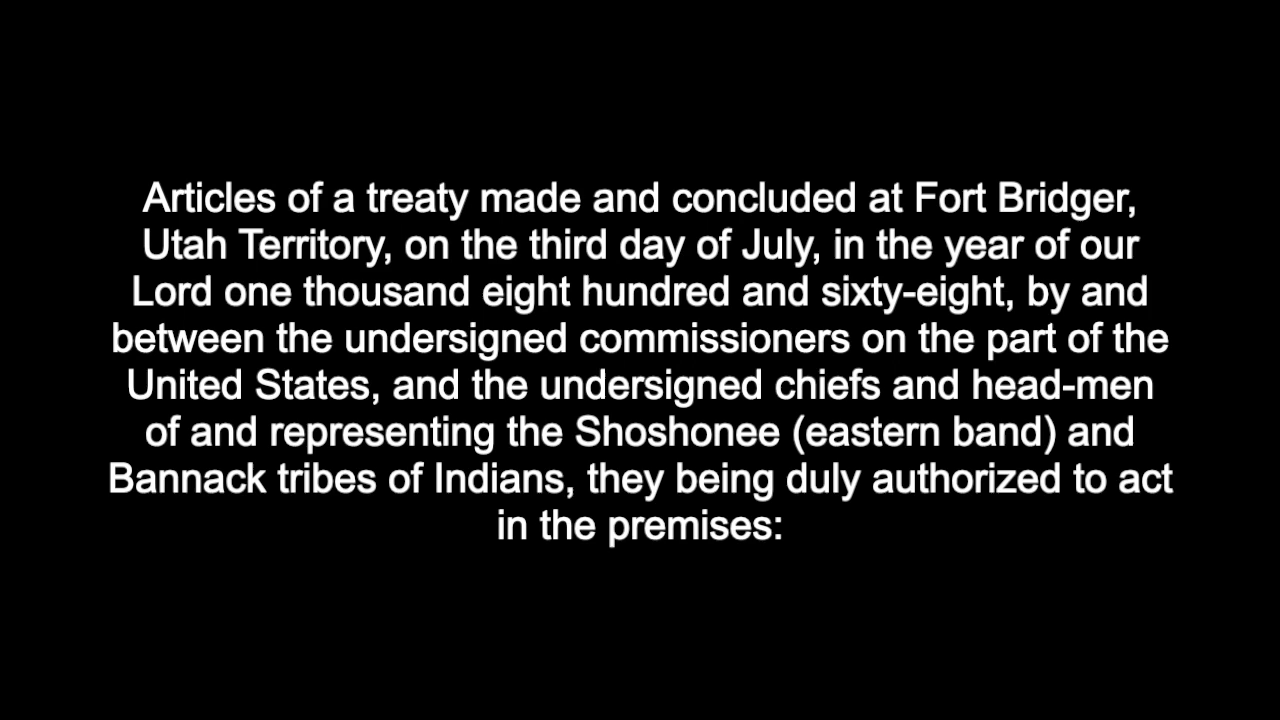 Articles of a treaty made and concluded at Fort Bridger,
Utah Territory, on the third day of July, in the year of our
Lord one thousand eight hundred and sixty-eight, by and
between the undersigned commissioners on the part of the
United States, and the undersigned chiefs and head-men
of and representing the Shoshonee (eastern band) and
Bannack tribes of Indians, they being duly authorized to act
in the premises: